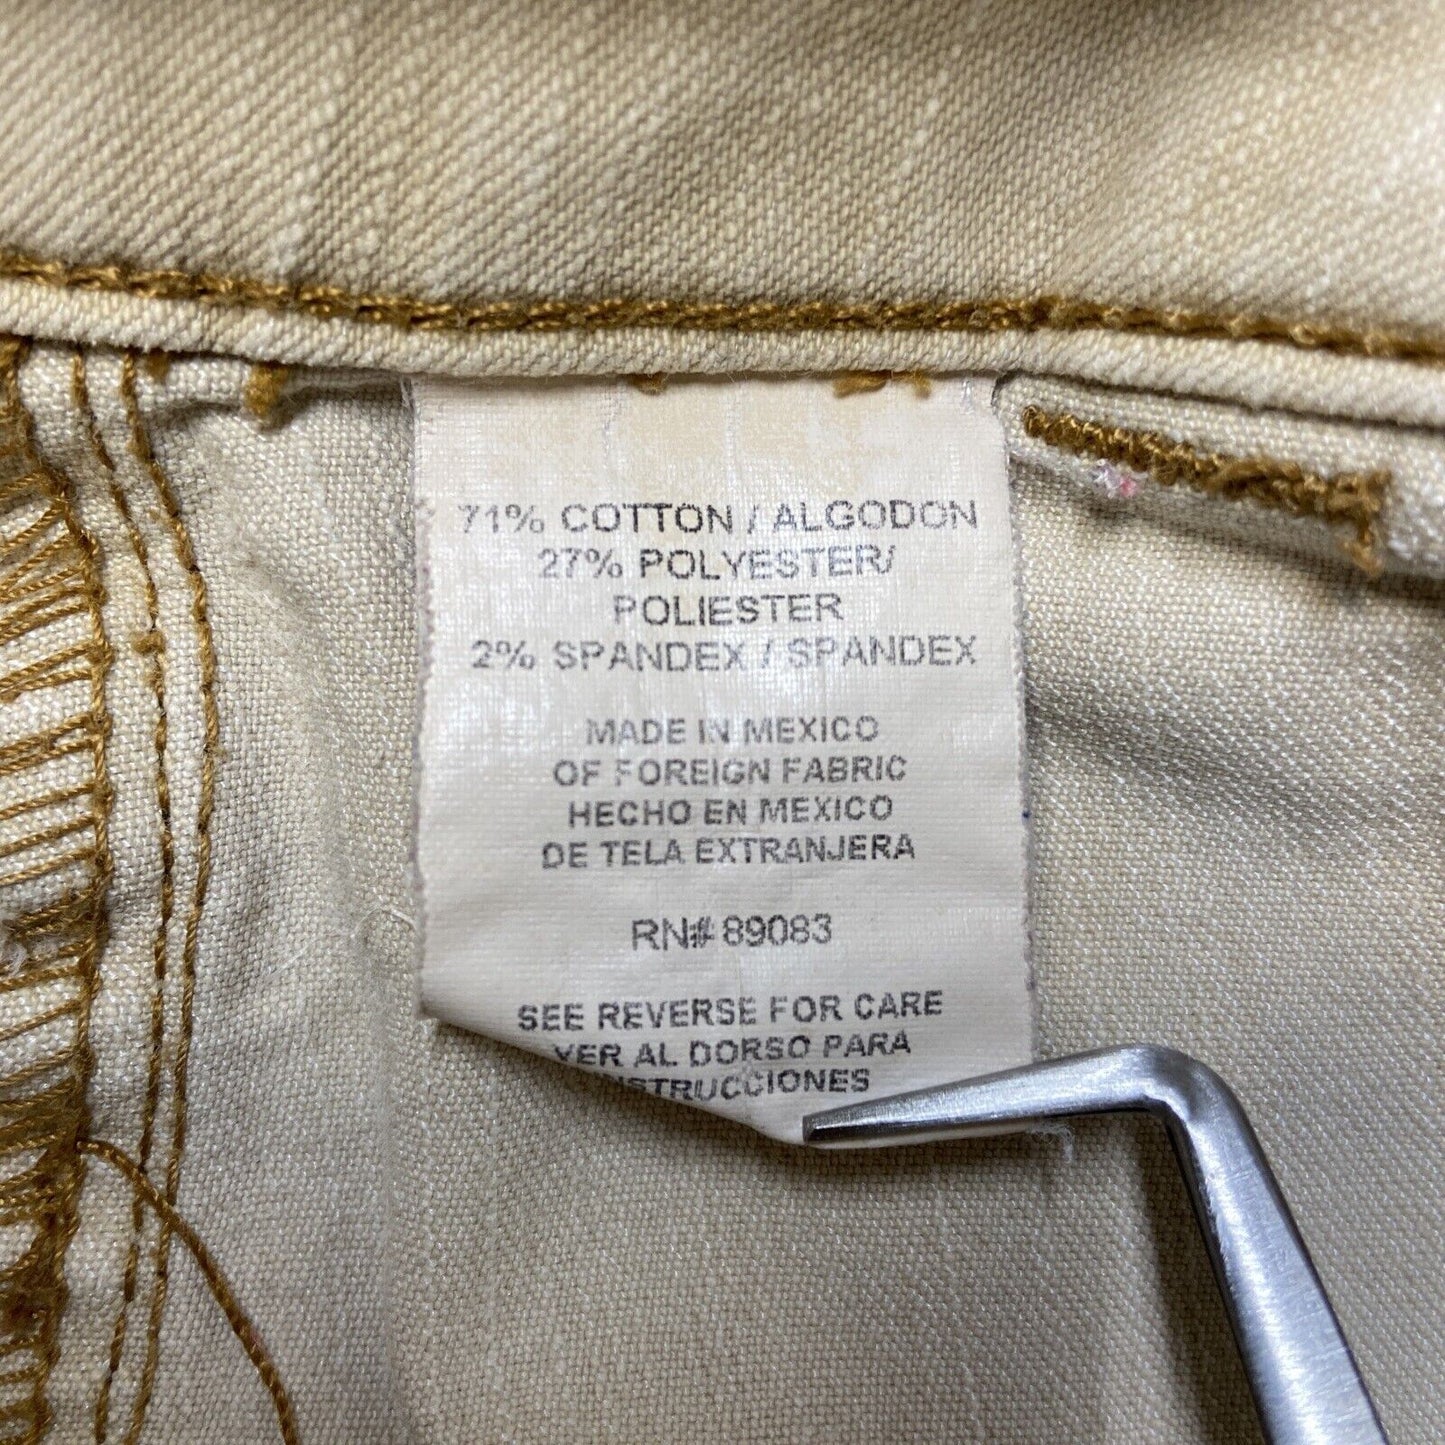 71% COTTON / ALGODON
27% POLYESTER/
POLIESTER
2% SPANDEX / SPANDEX
MADE IN MEXICO
OF FOREIGN FABRIC
HECHO EN MEXICO
DE TELA EXTRANJERA
RN# 89083
SEE REVERSE FOR CARE
VER AL DORSO PARA
NSTRUCCIONES